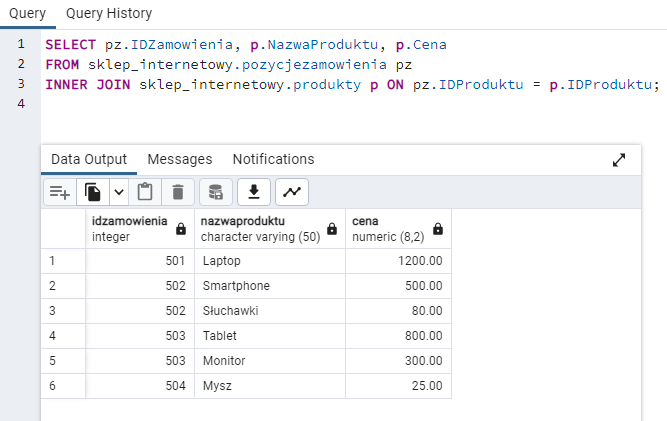 Query Query History
1 SELECT pz.IDZamowienia, p.NazwaProduktu, p.Cena
2 FROM sklep_internetowy.pozycjezamowienia pz
3 INNER JOIN sklep_internetowy.produkty p ON pz.IDProduktu = p.IDProduktu;
4
Data Output Messages Notifications
idzamowienia nazwaproduktu cena
integer character varying (50) numeric (8,2)
1 501 Laptop 1200.00
2 502 Smartphone 500.00
3 502 Słuchawki 80.00
4 503 Tablet 800.00
5 503 Monitor 300.00
6 504 Mysz 25.00